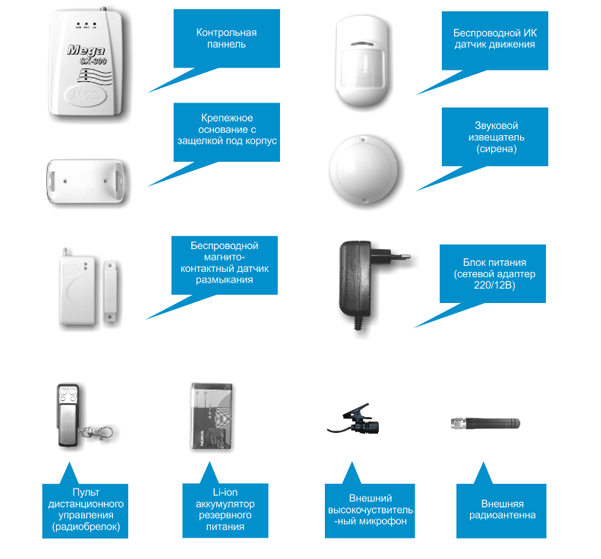 Контрольная
паннель
Mega
SX-300
Беспроводной ИК
датчик движения
Крепежное
основание с
защелкой под корпус
Звуковой
извещатель
(сирена)
Беспроводной
магнито-
контактный датчик
размыкания
Блок питания
(сетевой адаптер
220/12В)
NOKIA
Пульт
дистанционного
управления
(радиобрелок)
Li-ion
аккумулятор
резервного
питания
Внешний
высокочуствитель
-ный микрофон
Внешняя
радиоантенна